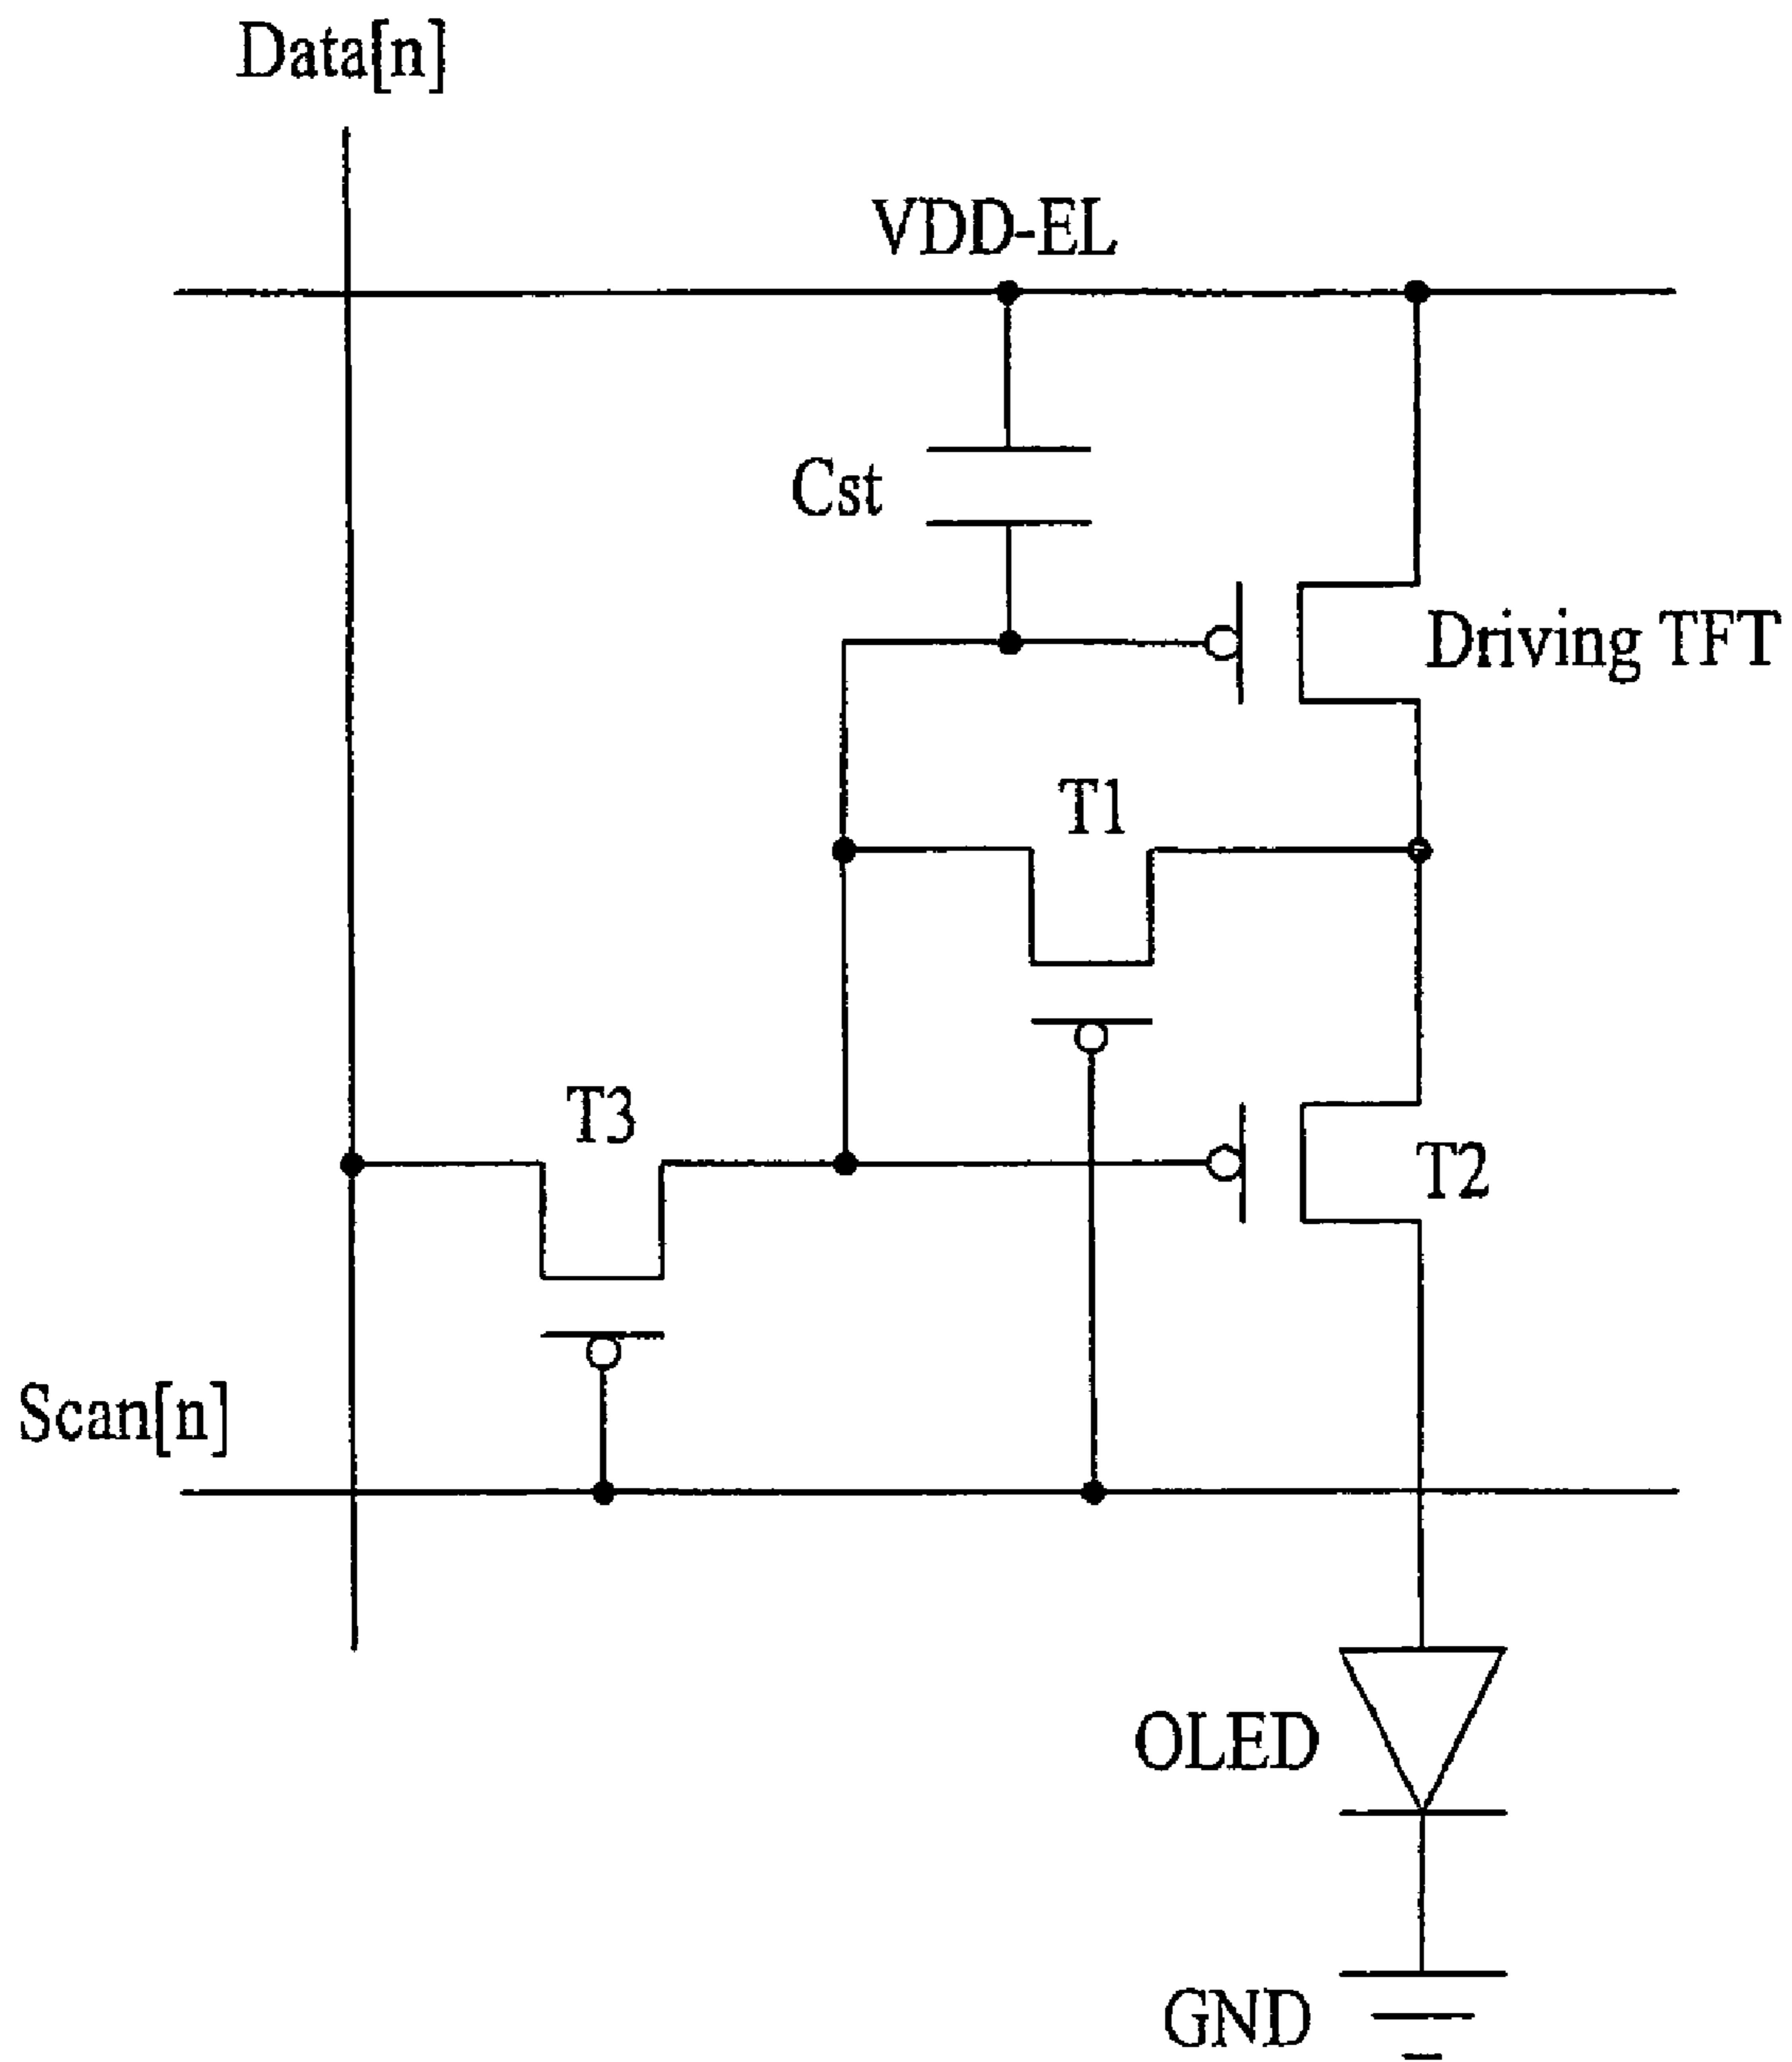 Data[n]
VDD-EL
Cst
Driving TFT
T1
T3
T2
Scan[n]
OLED
GND